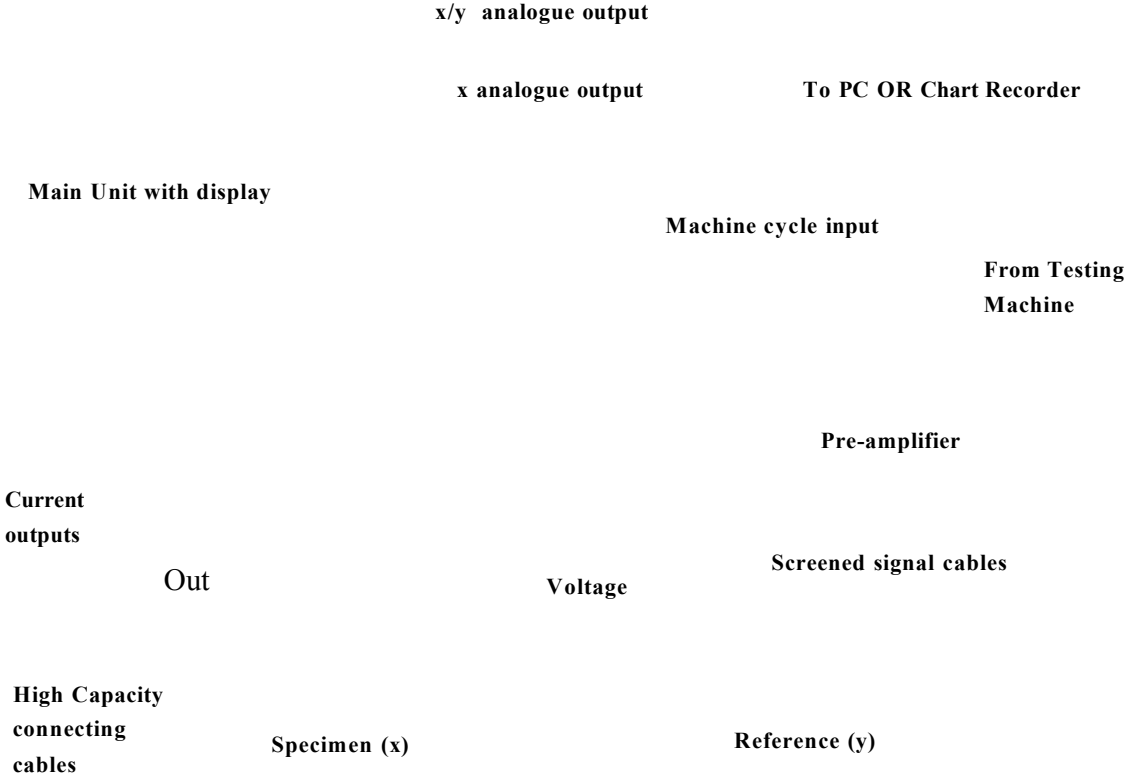 x/y analogue output
x analogue output
To PC OR Chart Recorder
Main Unit with display
Machine cycle input
From Testing
Machine
Pre-amplifier
Current
outputs
Out
Voltage
Screened signal cables
High Capacity
connecting
cables
Specimen (x)
Reference (y)